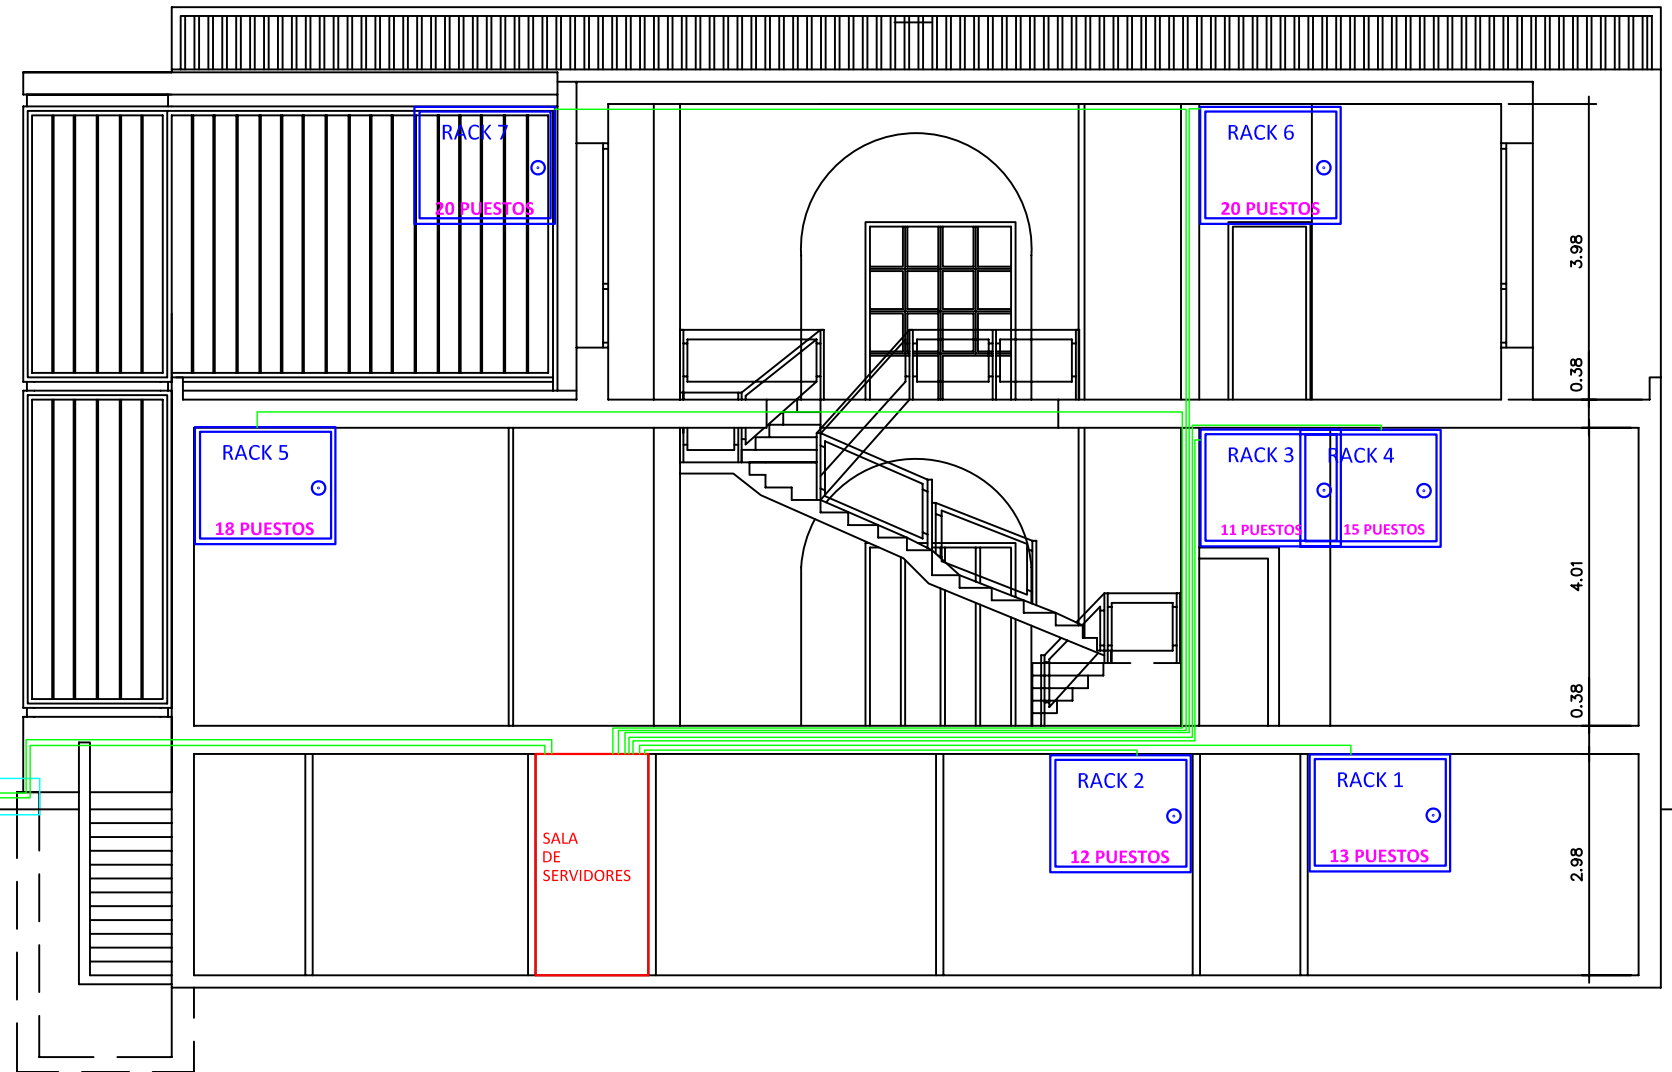 RACK 7
20 PUESTOS
RACK 6
20 PUESTOS
3.98
0.38
RACK 5
18 PUESTOS
RACK 3
11 PUESTOS
RACK 4
15 PUESTOS
4.01
0.38
SALA
DE
SERVIDORES
RACK 2
12 PUESTOS
RACK 1
13 PUESTOS
2.98